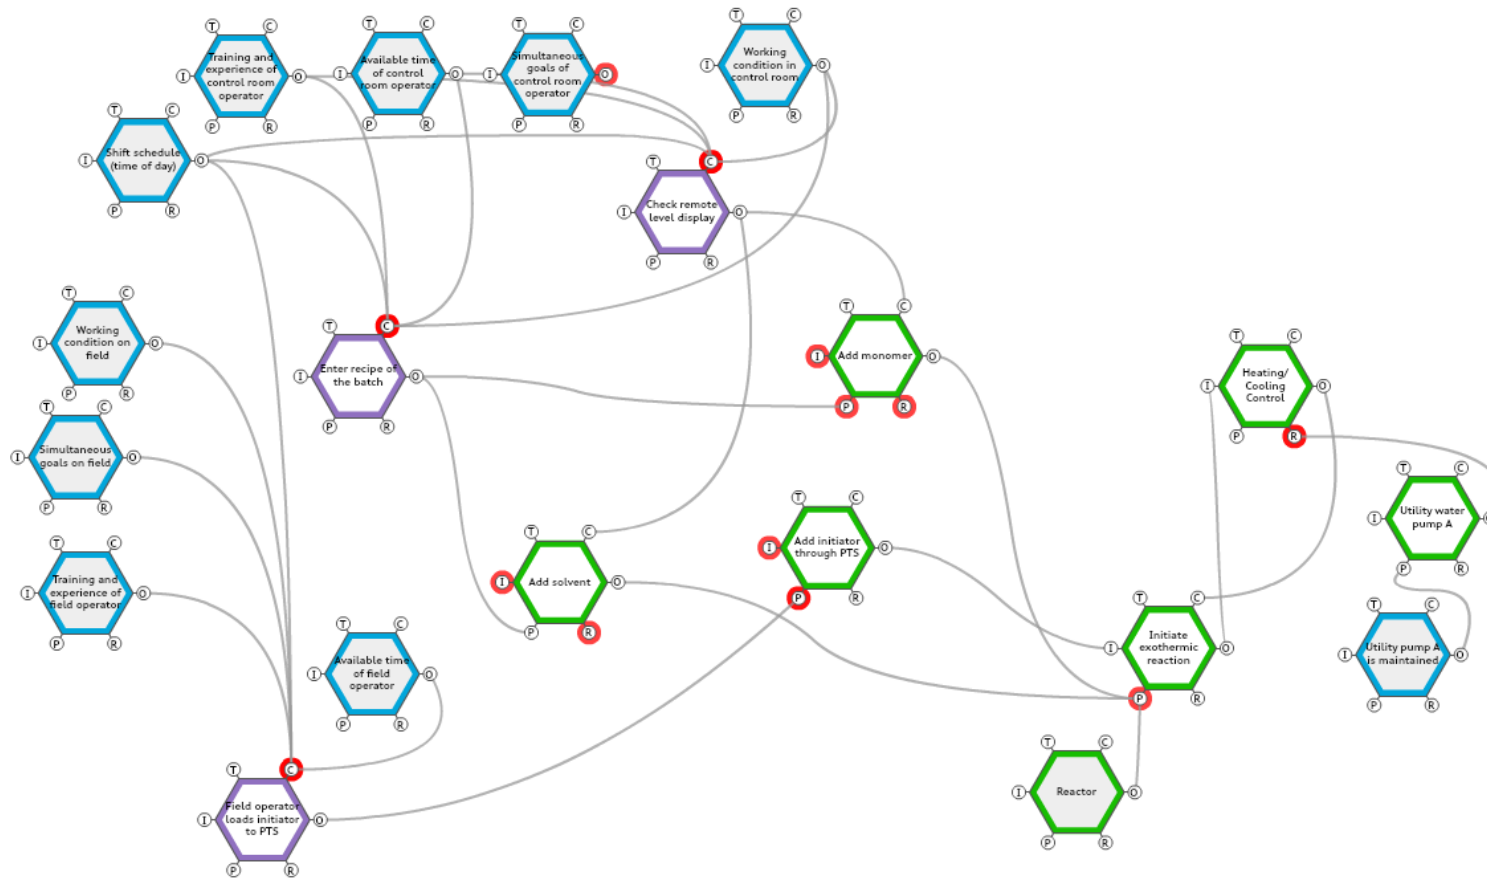 T C
Training and
experience of
control room
operator
I O
P R
T C
Available time
of control
room operator
I O
P R
T C
Simultaneous
goals of
control room
operator
I O
P R
T C
Working
condition in
control room
I O
P R
T C
Shift schedule
(time of day)
I O
P R
T C
Check remote
level display
I O
P R
T C
Working
condition on
field
I O
P R
T C
Enter recipe of
the batch
I O
P R
T C
Add monomer
I O
P R
T C
Heating/
Cooling
Control
I O
P R
T C
Simultaneous
goals on field
I O
P R
T C
Utility water
pump A
I
P R
T C
Training and
experience of
field operator
I O
P R
T C
Add solvent
I O
P R
T C
Add initiator
through PTS
I O
P R
T C
Initiate
exothermic
reaction
I O
P R
T C
Utility pump A
is maintained
I O
P R
T C
Available time
of field
operator
I O
P R
T C
Field operator
loads initiator
to PTS
I O
P R
T C
Reactor
I O
P R